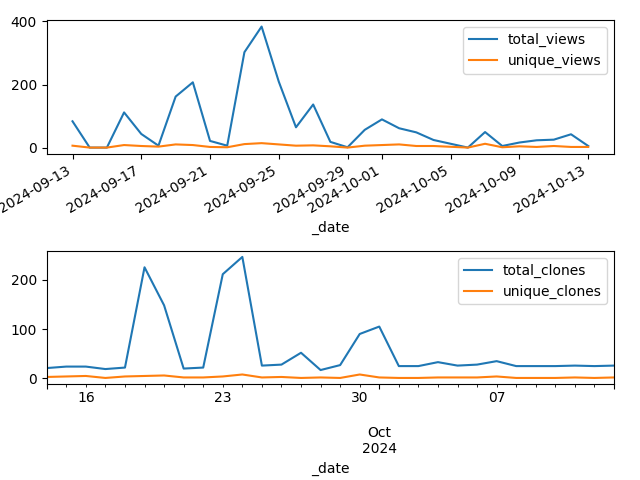 400
200
0
total_views
unique_views
2024-09-13
2024-09-17
2024-09-21
2024-09-25
2024-09-29
2024-10-01
2024-10-05
2024-10-09
2024-10-13
_date
200
100
0
total_clones
unique_clones
16
23
30
07
Oct
2024
_date